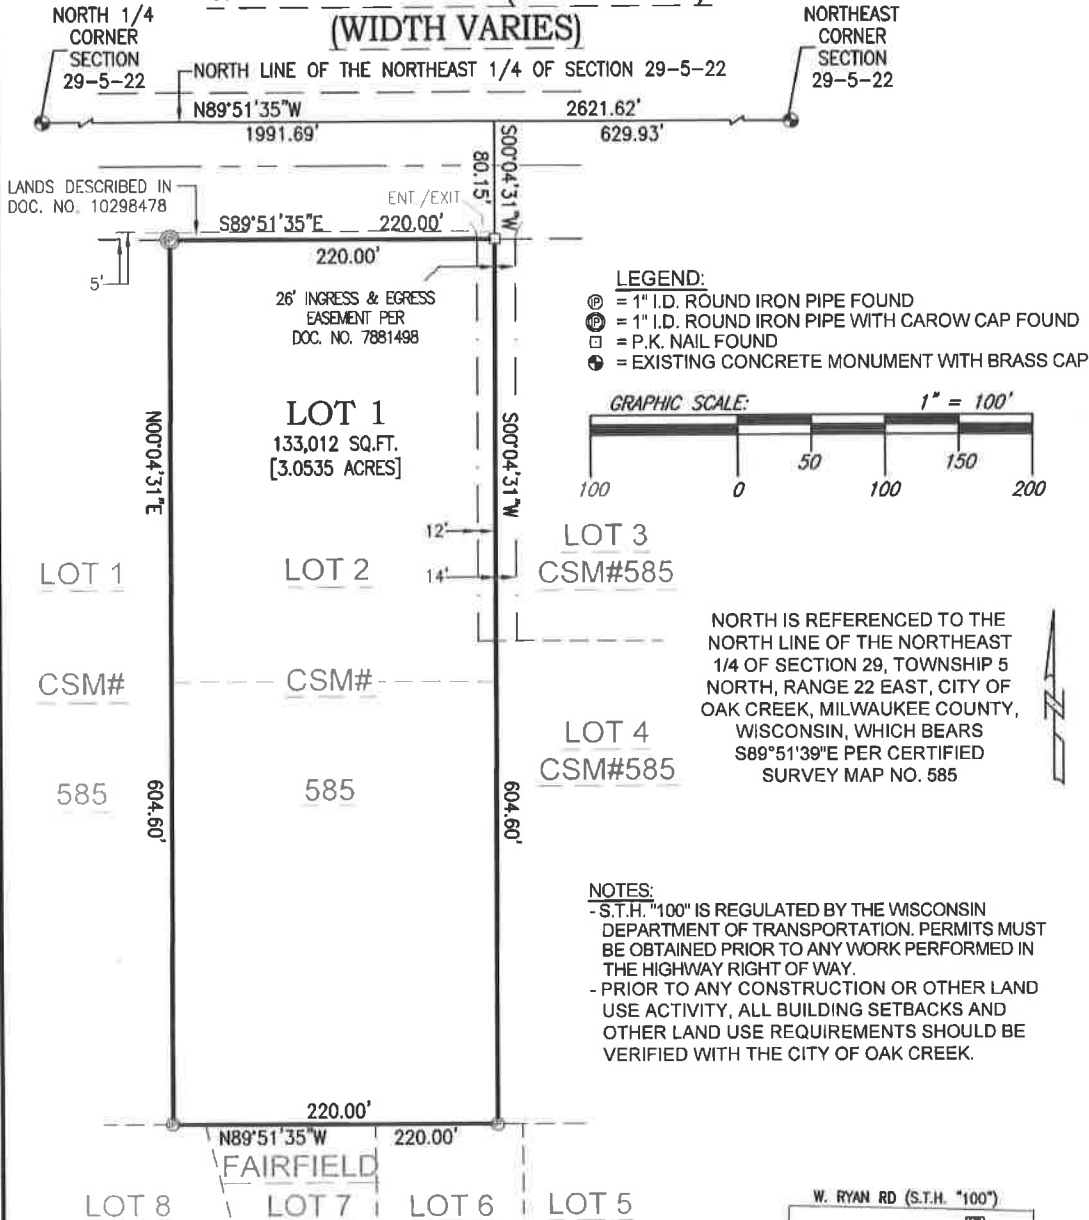 (WIDTH VARIES)
NORTH 1/4
CORNER
SECTION
29-5-22
NORTHEAST
CORNER
SECTION
29-5-22
NORTH LINE OF THE NORTHEAST 1/4 OF SECTION 29-5-22
N89°51'35"W 2621.62'
1991.69' 629.93'
S00°04'31"W
80.15'
LANDS DESCRIBED IN
DOC. NO. 10298478
ENT./EXIT
S89°51'35"E 220.00'
220.00'
5'
26' INGRESS & EGRESS
EASEMENT PER
DOC. NO. 7881498
LEGEND:
Ⓟ = 1" I.D. ROUND IRON PIPE FOUND
Ⓟ = 1" I.D. ROUND IRON PIPE WITH CAROW CAP FOUND
□ = P.K. NAIL FOUND
= EXISTING CONCRETE MONUMENT WITH BRASS CAP
GRAPHIC SCALE: 1" = 100'
50 150
100 0 100 200
LOT 1
133,012 SQ.FT.
[3.0535 ACRES]
N00°04'31"E
S00°04'31"W
12'
14'
LOT 3
CSM#585
LOT 1
LOT 2
CSM#
CSM#
LOT 4
CSM#585
585
585
604.60'
604.60'
NORTH IS REFERENCED TO THE
NORTH LINE OF THE NORTHEAST
1/4 OF SECTION 29, TOWNSHIP 5
NORTH, RANGE 22 EAST, CITY OF
OAK CREEK, MILWAUKEE COUNTY,
WISCONSIN, WHICH BEARS
S89°51'39"E PER CERTIFIED
SURVEY MAP NO. 585
N
NOTES:
- S.T.H. "100" IS REGULATED BY THE WISCONSIN
DEPARTMENT OF TRANSPORTATION. PERMITS MUST
BE OBTAINED PRIOR TO ANY WORK PERFORMED IN
THE HIGHWAY RIGHT OF WAY.
- PRIOR TO ANY CONSTRUCTION OR OTHER LAND
USE ACTIVITY, ALL BUILDING SETBACKS AND
OTHER LAND USE REQUIREMENTS SHOULD BE
VERIFIED WITH THE CITY OF OAK CREEK.
220.00'
N89°51'35"W 220.00'
FAIRFIELD
LOT 8 LOT 7 LOT 6 LOT 5
W. RYAN RD (S.T.H. "100")